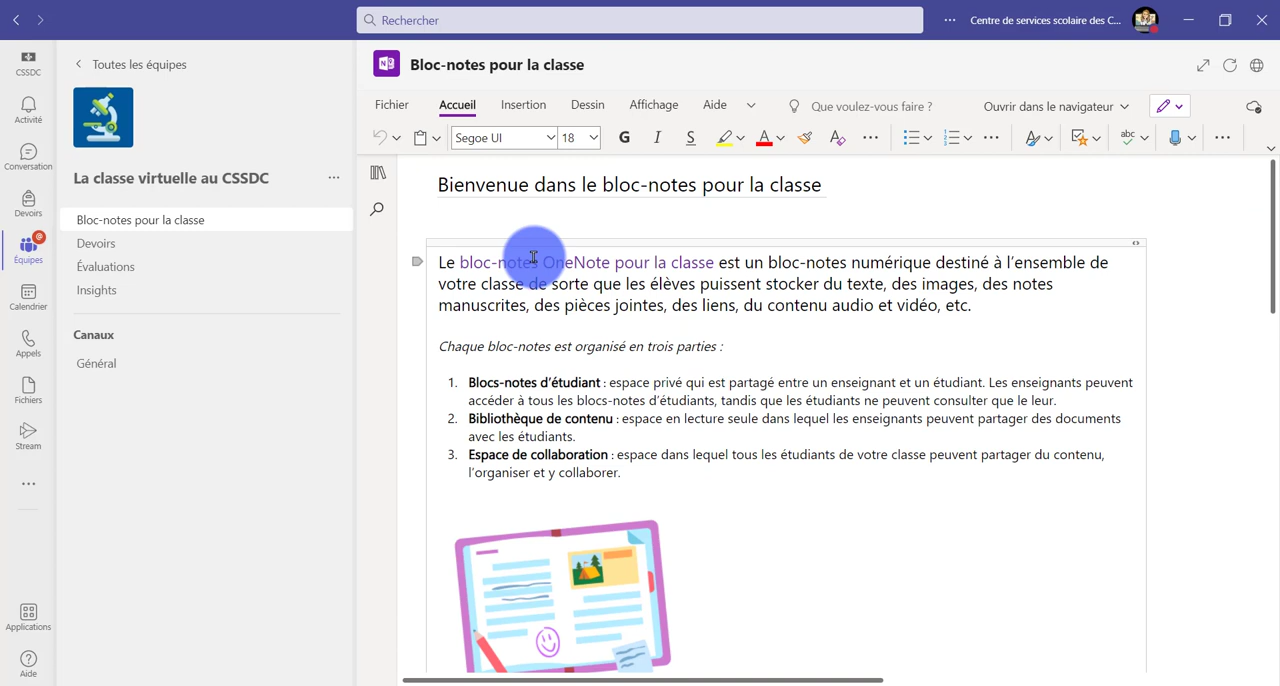 Rechercher
Centre de services scolaire des C...
CSSDC
Activité
Conversation
Devoirs
Équipes
Calendrier
Appels
Fichiers
Stream
Applications
Aide
Toutes les équipes
La classe virtuelle au CSSDC
Bloc-notes pour la classe
Devoirs
Évaluations
Insights
Canaux
Général
Bloc-notes pour la classe
Fichier Accueil Insertion Dessin Affichage Aide Que voulez-vous faire ? Ouvrir dans le navigateur
Segoe UI 18 G I S A A abc
Bienvenue dans le bloc-notes pour la classe
Le bloc-notes OneNote pour la classe est un bloc-notes numérique destiné à l'ensemble de
votre classe de sorte que les élèves puissent stocker du texte, des images, des notes
manuscrites, des pièces jointes, des liens, du contenu audio et vidéo, etc.
Chaque bloc-notes est organisé en trois parties :
1. Blocs-notes d'étudiant : espace privé qui est partagé entre un enseignant et un étudiant. Les enseignants peuvent
accéder à tous les blocs-notes d'étudiants, tandis que les étudiants ne peuvent consulter que le leur.
2. Bibliothèque de contenu : espace en lecture seule dans lequel les enseignants peuvent partager des documents
avec les étudiants.
3. Espace de collaboration : espace dans lequel tous les étudiants de votre classe peuvent partager du contenu,
l'organiser et y collaborer.